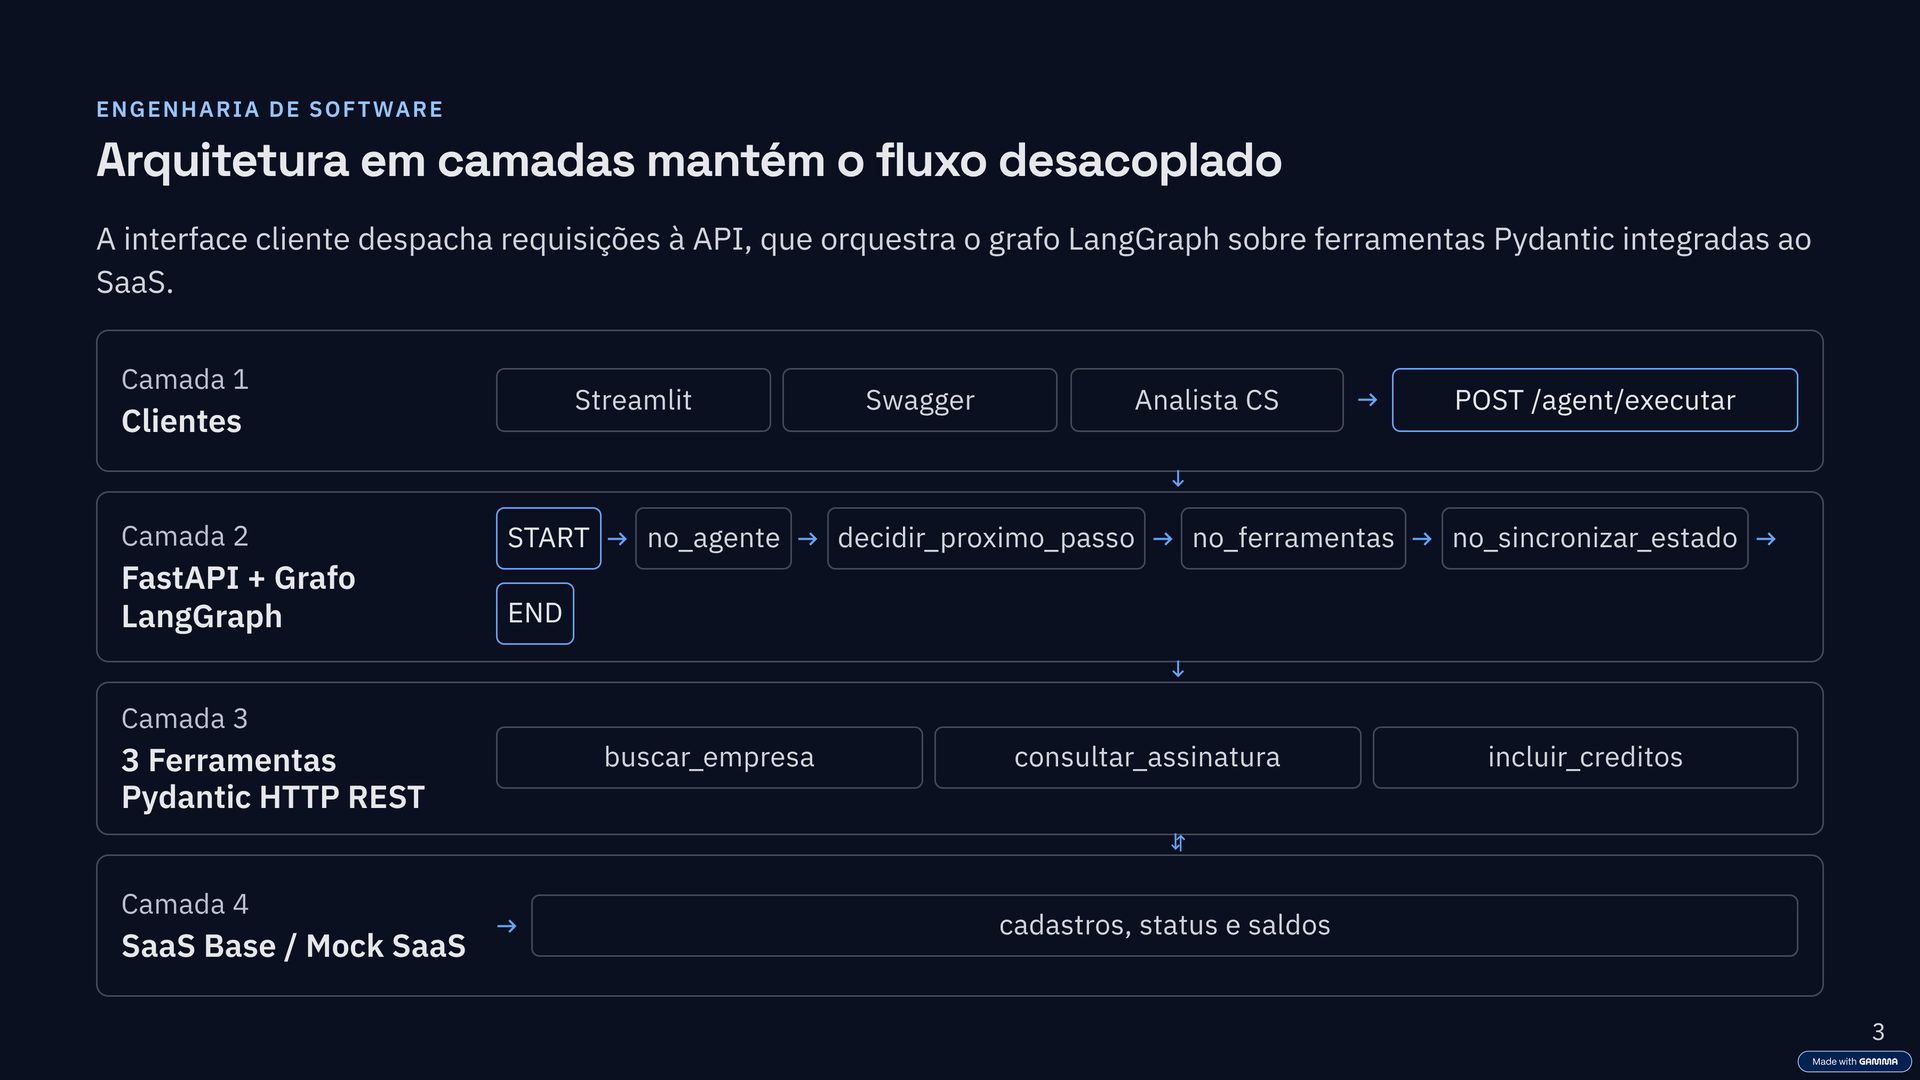 ENGENHARIA DE SOFTWARE
Arquitetura em camadas mantém o fluxo desacoplado
A interface cliente despacha requisições à API, que orquestra o grafo LangGraph sobre ferramentas Pydantic integradas ao
SaaS.
Camada 1
Clientes
Streamlit
Swagger
Analista CS
→
POST /agent/executar
↓
Camada 2
FastAPI + Grafo
LangGraph
START → no_agente → decidir_proximo_passo → no_ferramentas → no_sincronizar_estado →
END
↓
Camada 3
3 Ferramentas
Pydantic HTTP REST
buscar_empresa
consultar_assinatura
incluir_creditos
⇵
Camada 4
SaaS Base / Mock SaaS
→
cadastros, status e saldos
3
Made with GAMMA